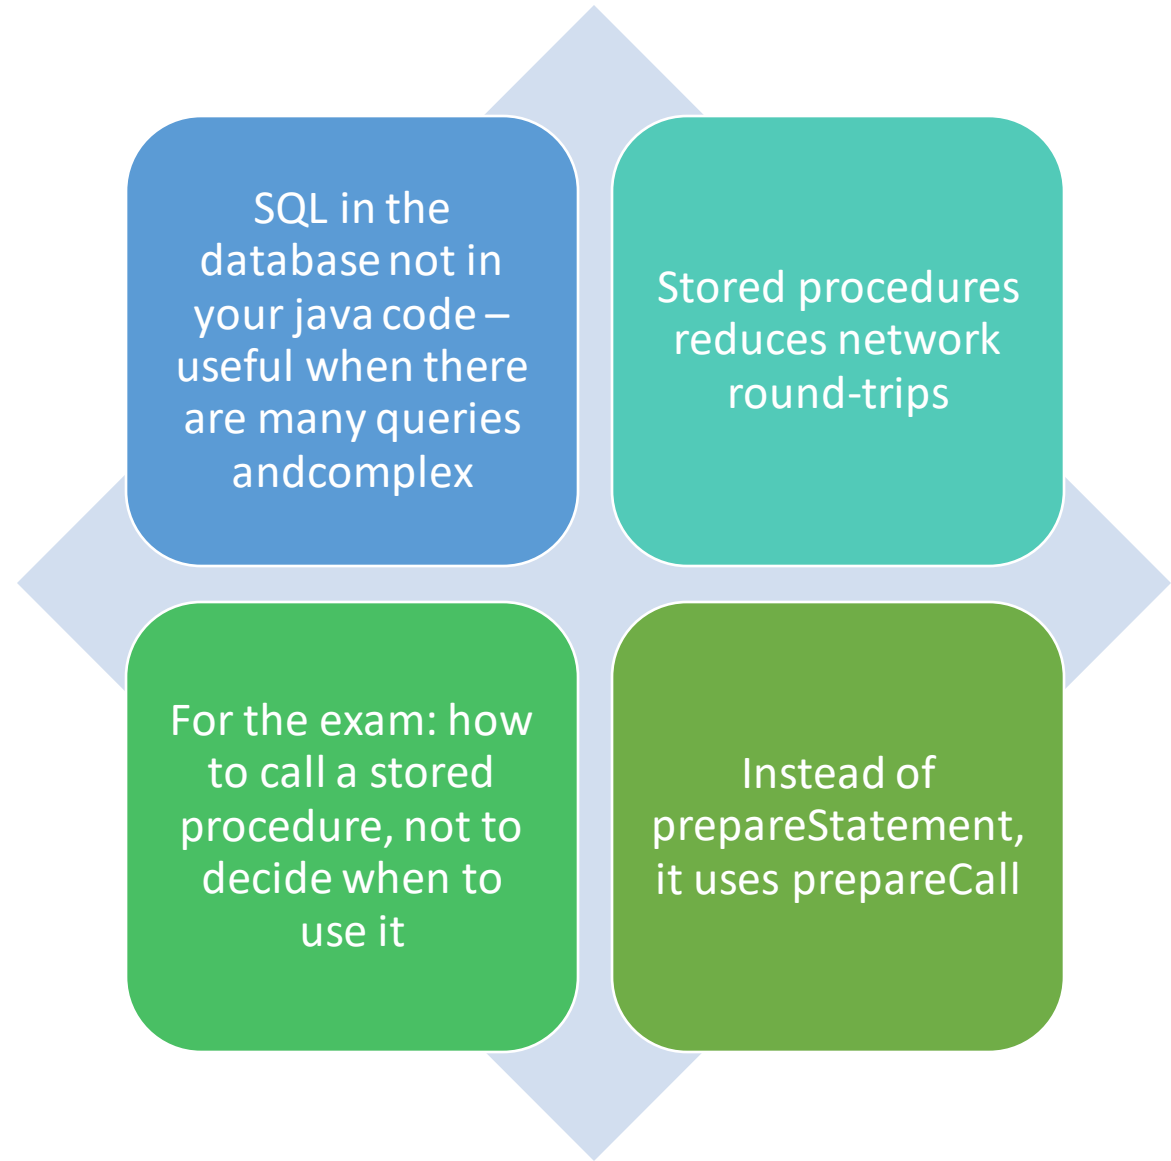 SQL in the
database not in
your java code –
useful when there
are many queries
andcomplex
Stored procedures
reduces network
round-trips
For the exam: how
to call a stored
procedure, not to
decide when to
use it
Instead of
prepareStatement,
it uses prepareCall